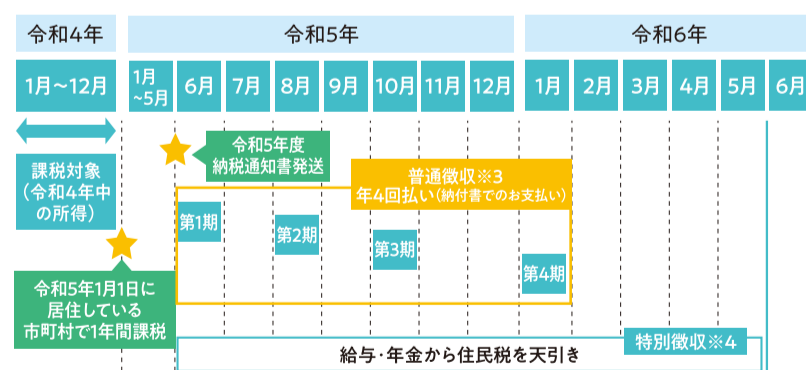 令和4年
令和5年
令和6年
1月～12月
1月
～5月
6月
7月
8月
9月
10月
11月
12月
1月
2月
3月
4月
5月
6月
課税対象
（令和4年中
の所得）
令和5年度
納税通知書発送
普通徴収※3
年4回払い（納付書でのお支払い）
第1期
第2期
第3期
第4期
令和5年1月1日に
居住している
市町村で1年間課税
特別徴収※4
給与・年金から住民税を天引き